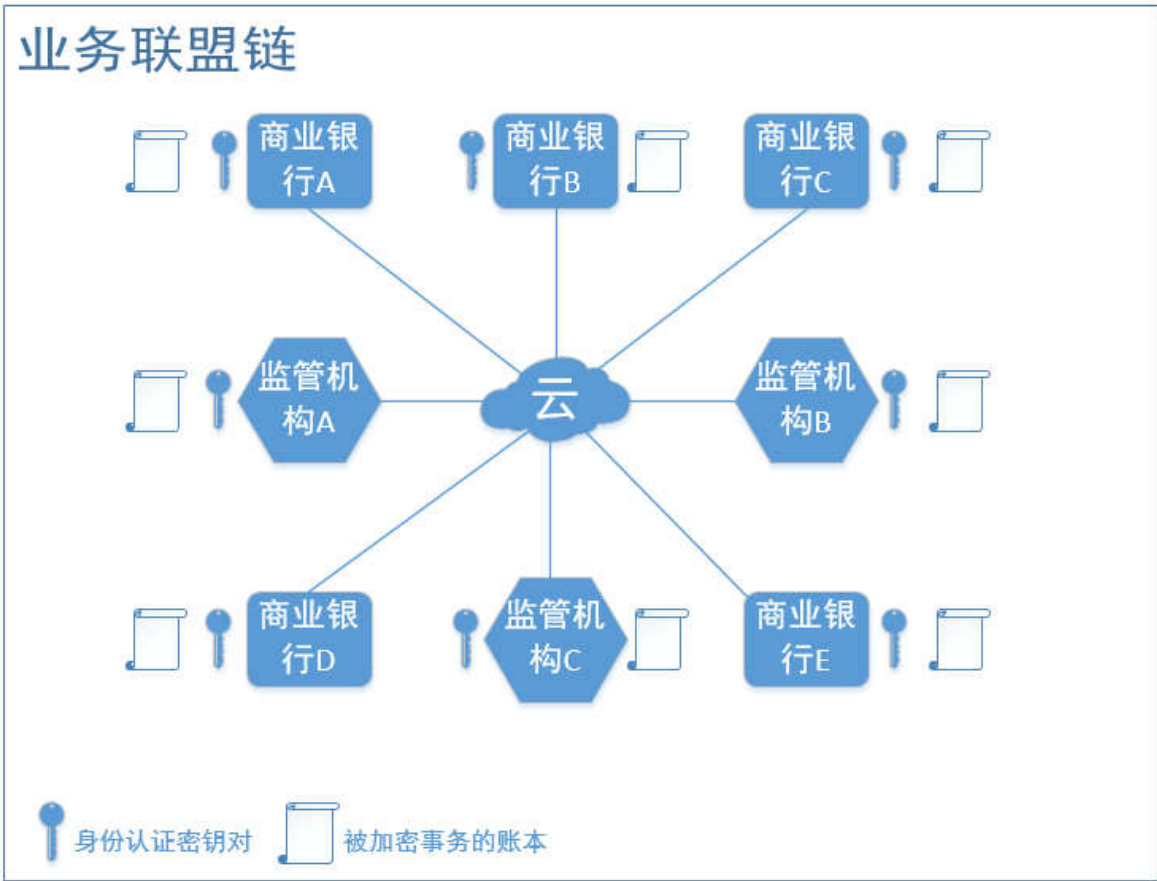 业务联盟链
商业银
行A
商业银
行B
商业银
行C
监管机
构A
云
监管机
构B
商业银
行D
监管机
构C
商业银
行E
身份认证密钥对
被加密事务的账本